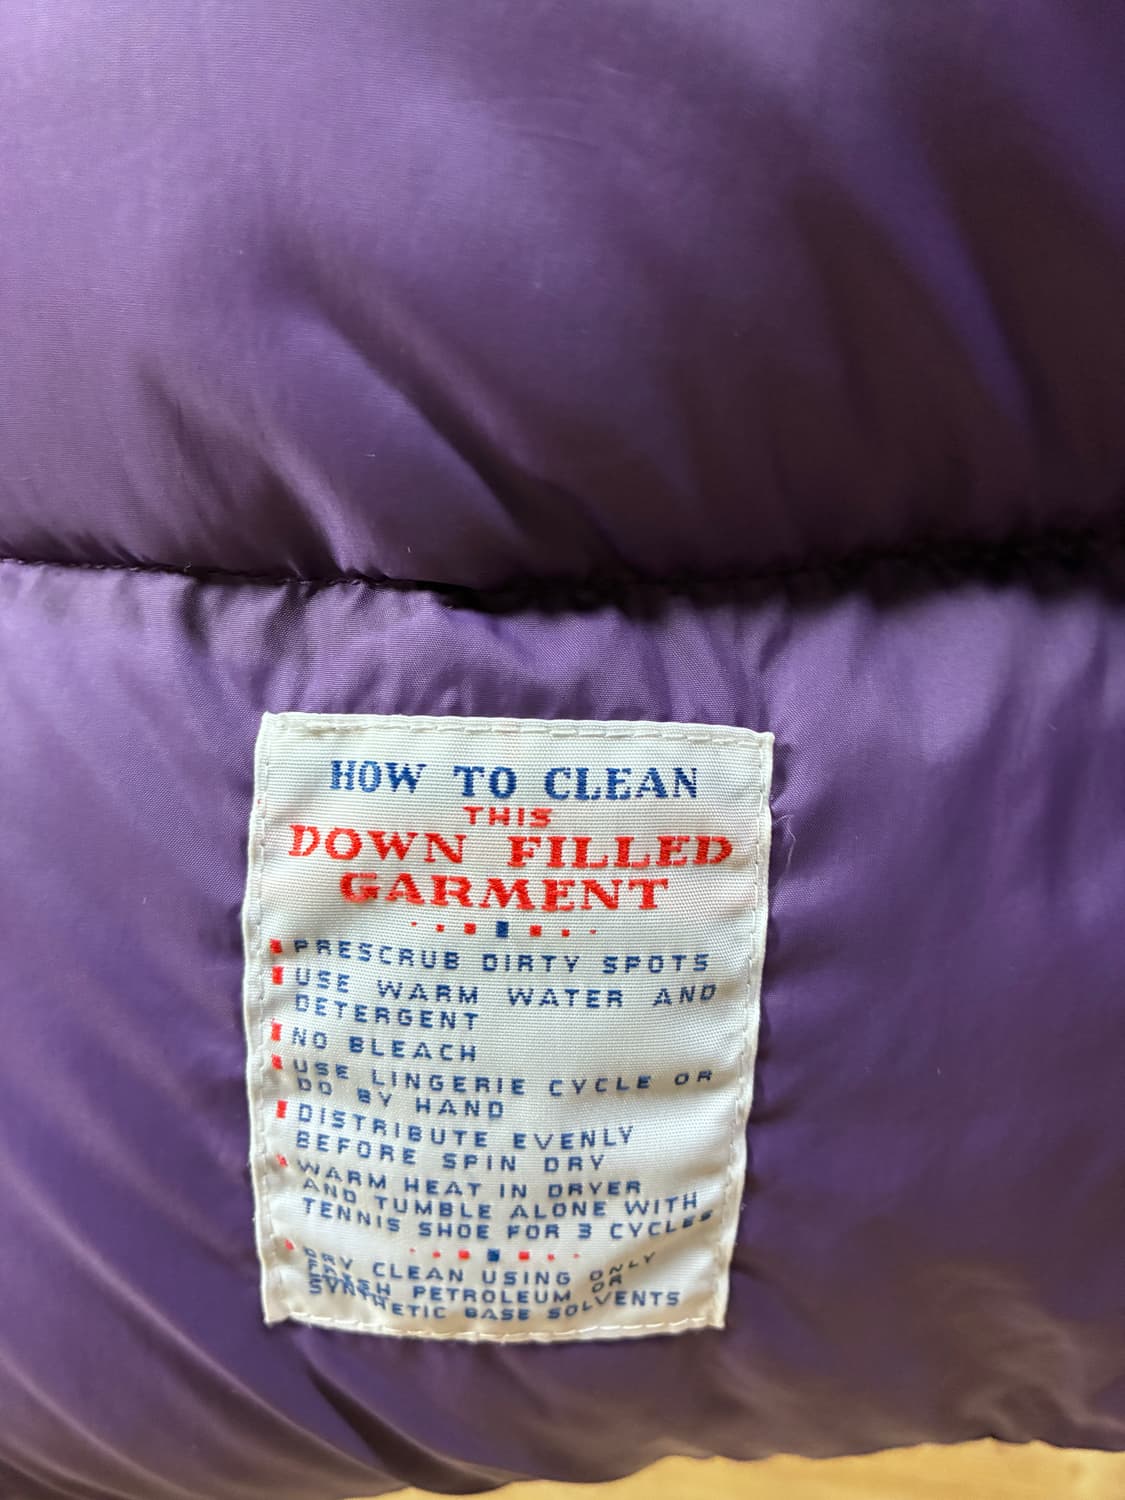 HOW TO CLEAN
THIS
DOWN FILLED
GARMENT
PRESCRUB DIRTY SPOTS
USE WARM WATER AND
DETERGENT
NO BLEACH
USE LINGERIE CYCLE OR
DO BY HAND
DISTRIBUTE EVENLY
BEFORE SPIN DRY
WARM HEAT IN DRYER
AND TUMBLE ALONE WITH
TENNIS SHOE FOR 3 CYCLES
DRY CLEAN USING ONLY
FRESH PETROLEUM OR
SYNTHETIC BASE SOLVENTS